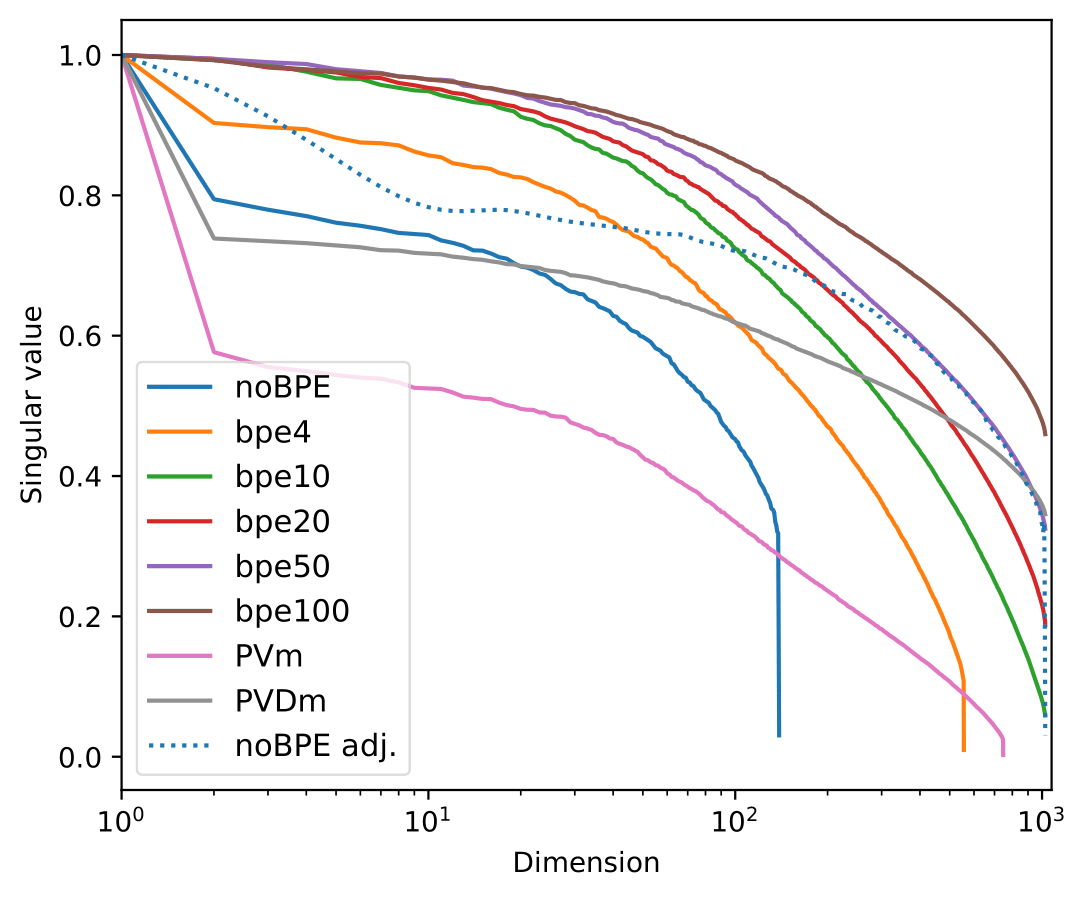 1.0
0.8
0.6
0.4
0.2
0.0
Singular value
noBPE
bpe4
bpe10
bpe20
bpe50
bpe100
PVm
PVDm
noBPE adj.
10⁰
10¹
10²
10³
Dimension